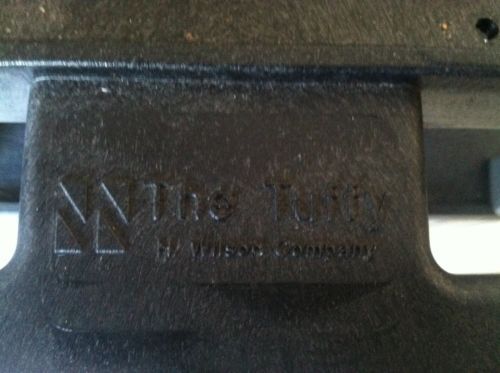 The Tuffy
H. Wilson Company